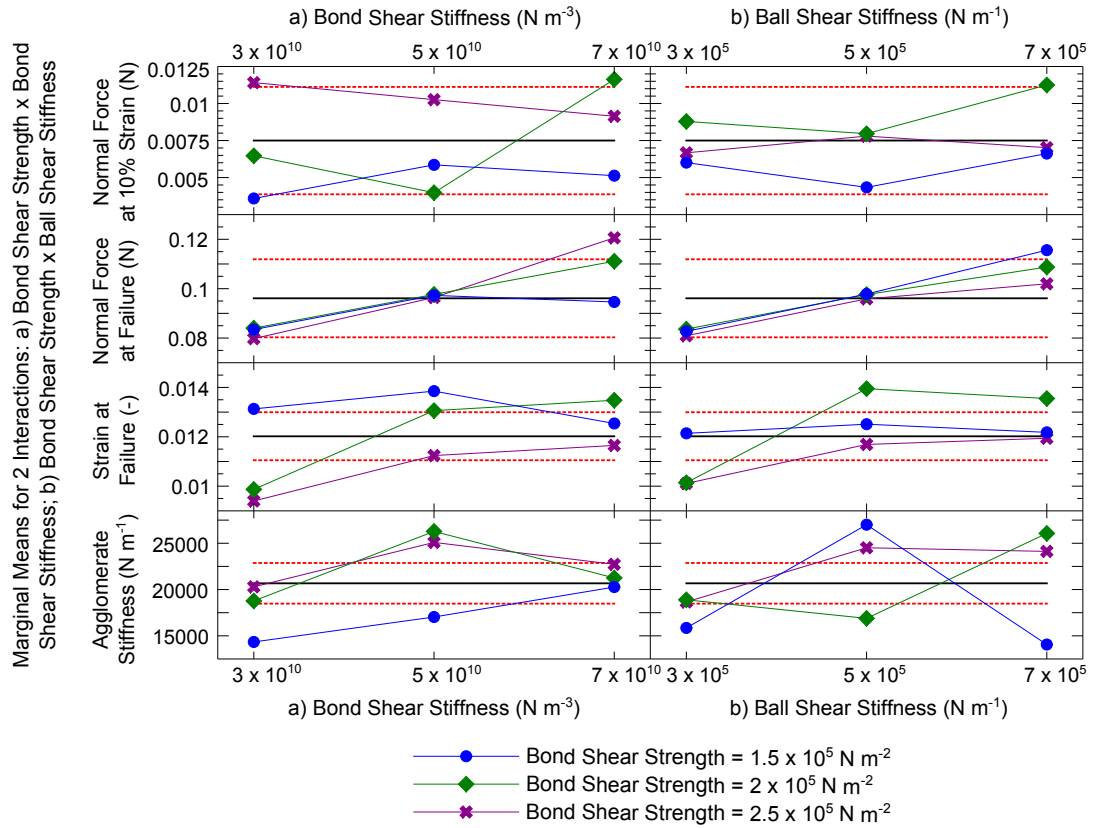 a) Bond Shear Stiffness (N m⁻³)
b) Ball Shear Stiffness (N m⁻¹)
3 x 10¹⁰
5 x 10¹⁰
7 x 10¹⁰
3 x 10⁵
5 x 10⁵
7 x 10⁵
Marginal Means for 2 Interactions: a) Bond Shear Strength x Bond
Shear Stiffness; b) Bond Shear Strength x Ball Shear Stiffness
Normal Force
at 10% Strain (N)
0.0125
0.01
0.0075
0.005
Normal Force
at Failure (N)
0.12
0.1
0.08
Strain at
Failure (-)
0.014
0.012
0.01
Agglomerate
Stiffness (N m⁻¹)
25000
20000
15000
3 x 10¹⁰
5 x 10¹⁰
7 x 10¹⁰
3 x 10⁵
5 x 10⁵
7 x 10⁵
a) Bond Shear Stiffness (N m⁻³)
b) Ball Shear Stiffness (N m⁻¹)
Bond Shear Strength = 1.5 x 10⁵ N m⁻²
Bond Shear Strength = 2 x 10⁵ N m⁻²
Bond Shear Strength = 2.5 x 10⁵ N m⁻²